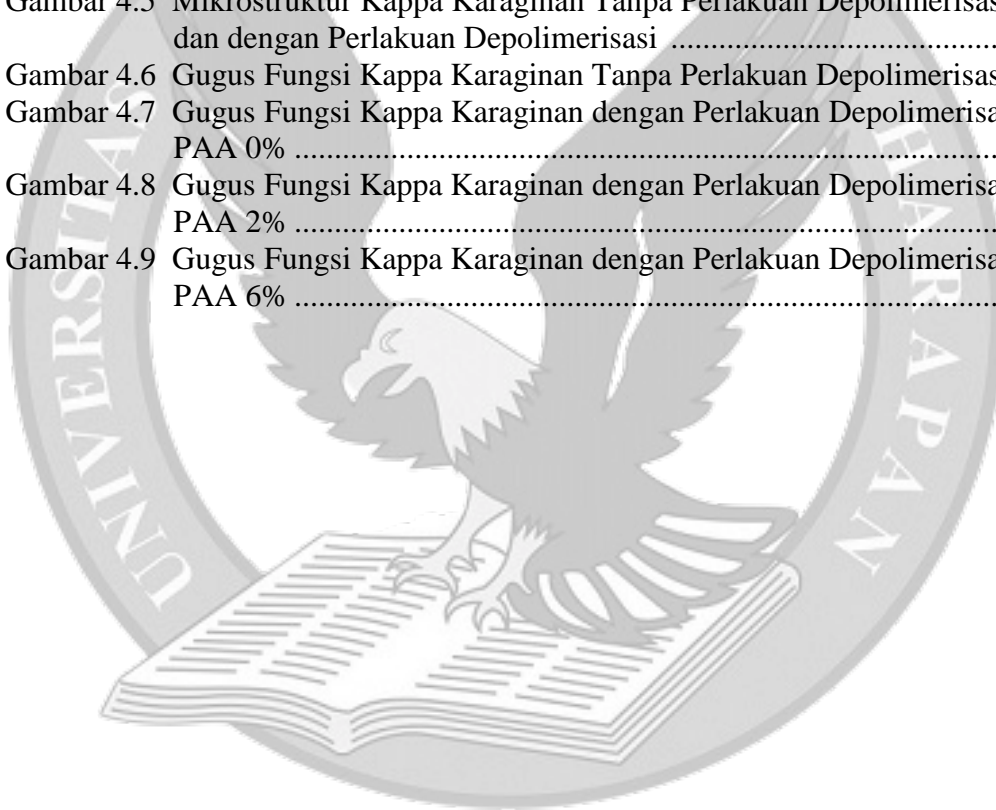 Gambar 4.5 Mikrostruktur Kappa Karaginan Tanpa Perlakuan Depolimerisas
dan dengan Perlakuan Depolimerisasi ....................................
Gambar 4.6 Gugus Fungsi Kappa Karaginan Tanpa Perlakuan Depolimerisas
Gambar 4.7 Gugus Fungsi Kappa Karaginan dengan Perlakuan Depolimerisa
PAA 0% ..........................................................................................
Gambar 4.8 Gugus Fungsi Kappa Karaginan dengan Perlakuan Depolimerisa
PAA 2% ..........................................................................................
Gambar 4.9 Gugus Fungsi Kappa Karaginan dengan Perlakuan Depolimerisa
PAA 6% ..........................................................................................
UNIVERSITAS
HARAPAN